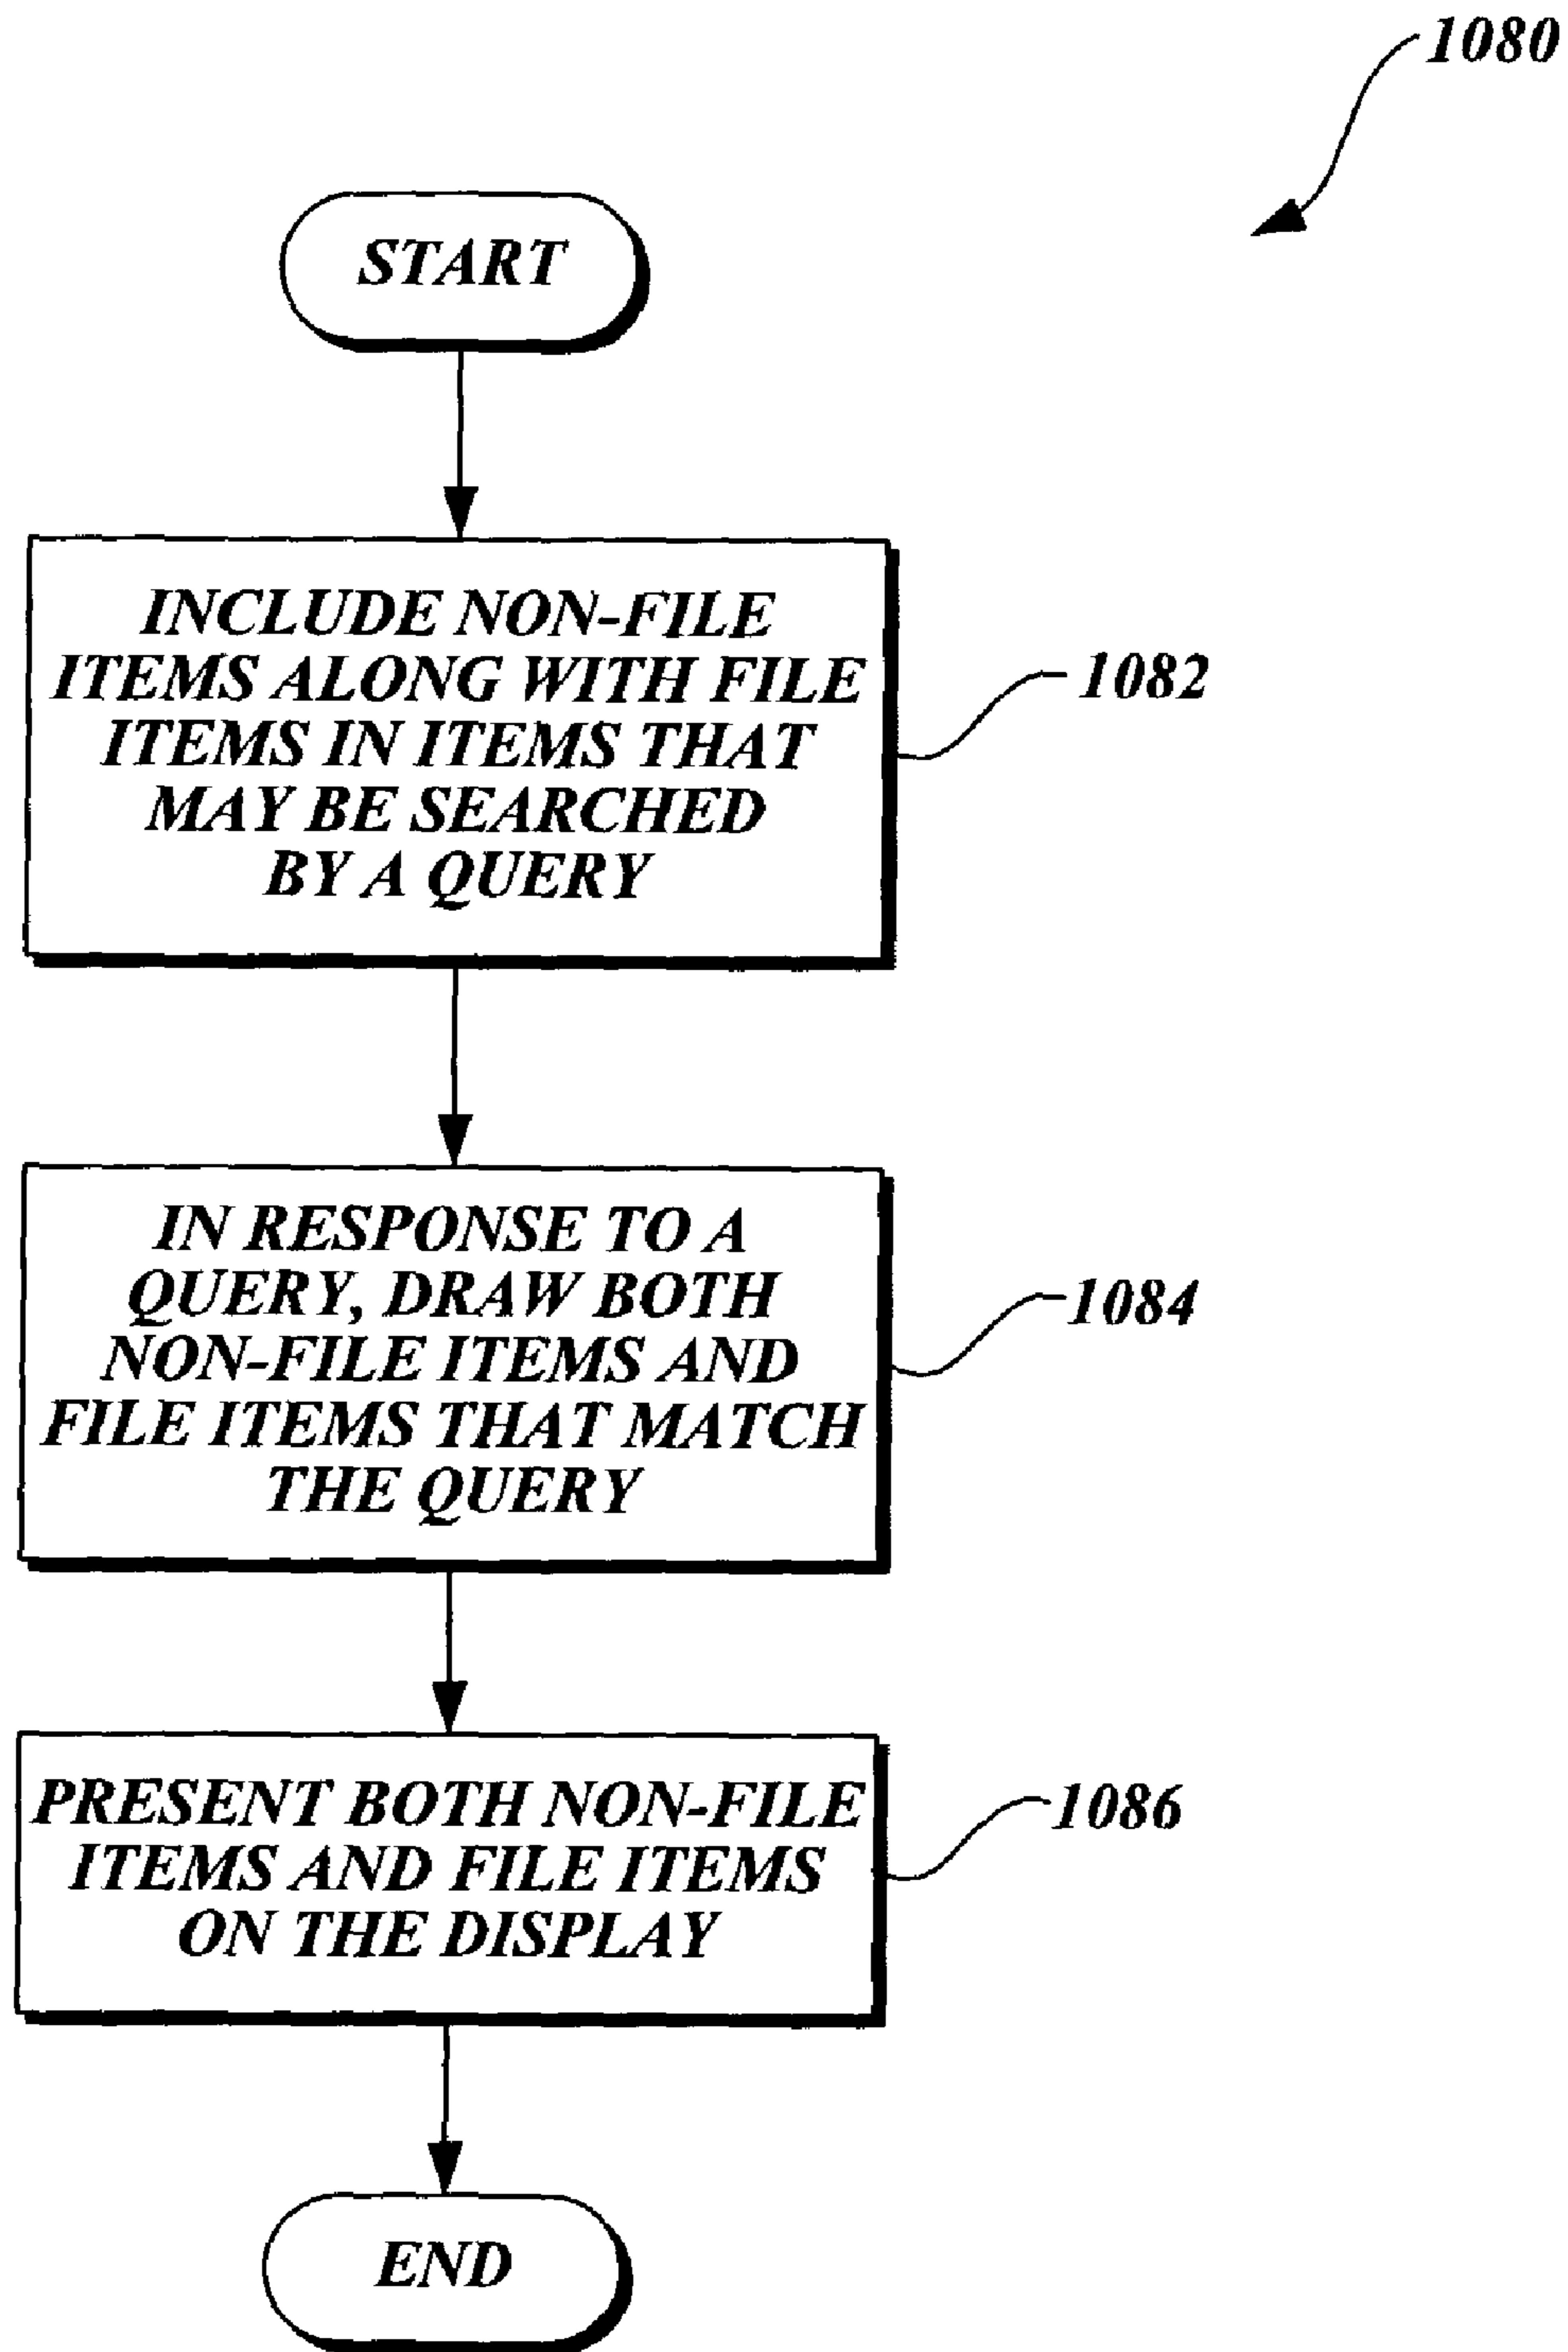 1080
START
INCLUDE NON-FILE
ITEMS ALONG WITH FILE
ITEMS IN ITEMS THAT
MAY BE SEARCHED
BY A QUERY
1082
IN RESPONSE TO A
QUERY, DRAW BOTH
NON-FILE ITEMS AND
FILE ITEMS THAT MATCH
THE QUERY
1084
PRESENT BOTH NON-FILE
ITEMS AND FILE ITEMS
ON THE DISPLAY
1086
END